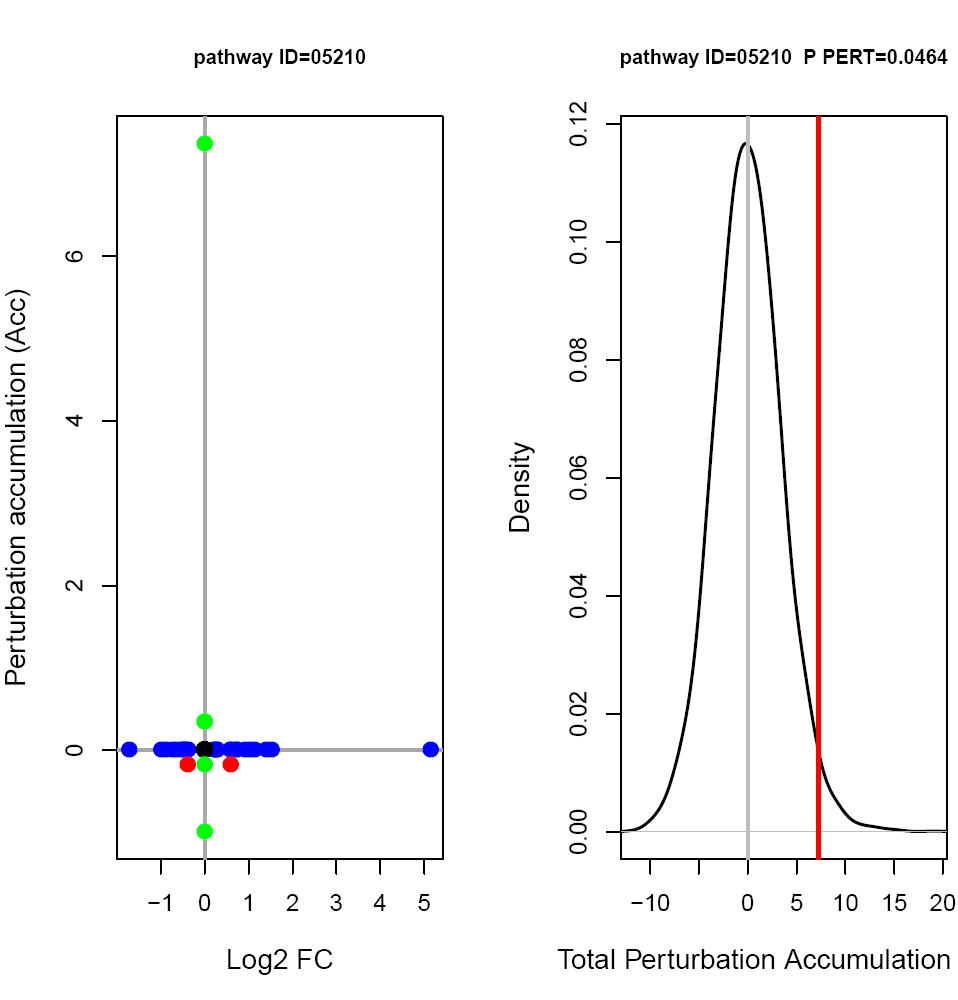 pathway ID=05210
Perturbation accumulation (Acc)
6
4
2
0
−1 0 1 2 3 4 5
Log2 FC
pathway ID=05210 P PERT=0.0464
Density
0.12
0.10
0.08
0.06
0.04
0.02
0.00
−10 0 5 10 15 20
Total Perturbation Accumulation